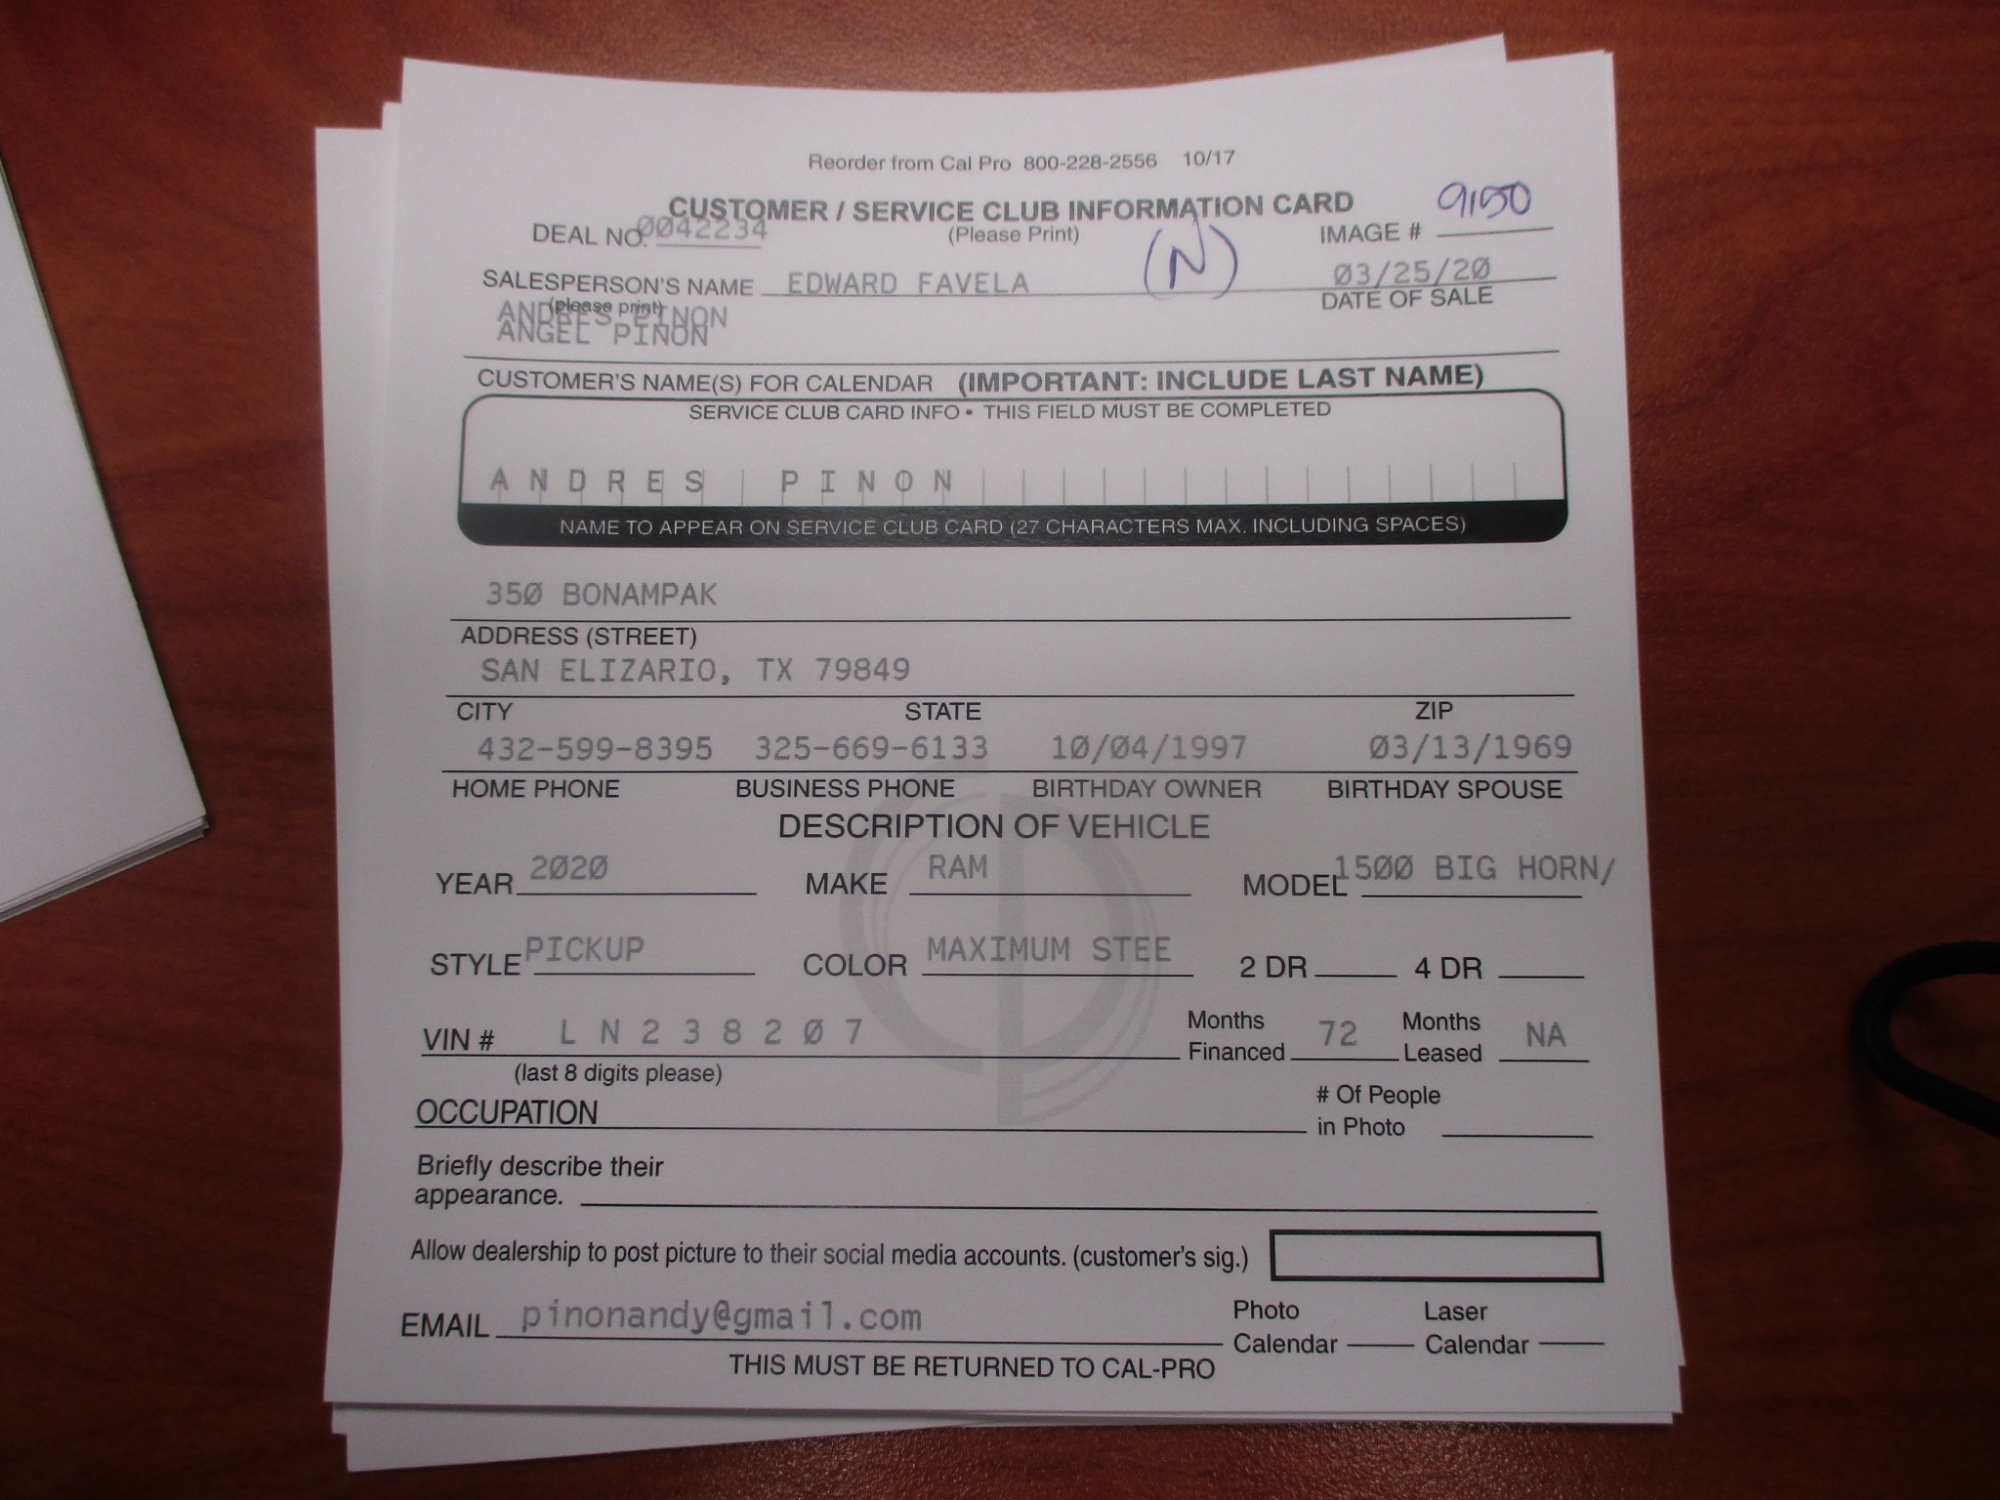 Reorder from Cal Pro 800-228-2556 10/17
CUSTOMER / SERVICE CLUB INFORMATION CARD
DEAL NO. 0042234 (Please Print) (N) IMAGE # 9150
SALESPERSON'S NAME EDWARD FAVELA 03/25/20
(please print) DATE OF SALE
ANDRES PINON
ANGEL PINON
CUSTOMER'S NAME(S) FOR CALENDAR (IMPORTANT: INCLUDE LAST NAME)
SERVICE CLUB CARD INFO • THIS FIELD MUST BE COMPLETED
ANDRES PINON
NAME TO APPEAR ON SERVICE CLUB CARD (27 CHARACTERS MAX. INCLUDING SPACES)
350 BONAMPAK
ADDRESS (STREET)
SAN ELIZARIO, TX 79849
CITY STATE ZIP
432-599-8395 325-669-6133 10/04/1997 03/13/1969
HOME PHONE BUSINESS PHONE BIRTHDAY OWNER BIRTHDAY SPOUSE
DESCRIPTION OF VEHICLE
YEAR 2020 MAKE RAM MODEL 1500 BIG HORN/
STYLE PICKUP COLOR MAXIMUM STEE 2 DR 4 DR
VIN # LN238207 Months Financed 72 Months Leased NA
(last 8 digits please)
OCCUPATION # Of People in Photo
Briefly describe their
appearance.
Allow dealership to post picture to their social media accounts. (customer's sig.)
EMAIL pinonandy@gmail.com Photo Calendar Laser Calendar
THIS MUST BE RETURNED TO CAL-PRO